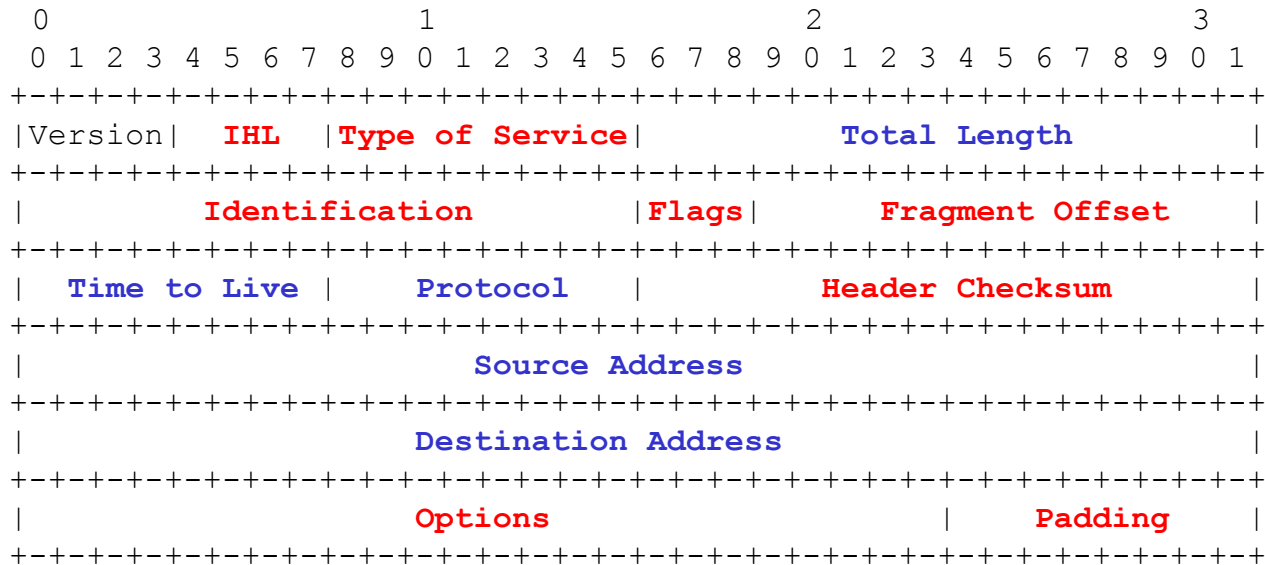 0                   1                   2                   3
 0 1 2 3 4 5 6 7 8 9 0 1 2 3 4 5 6 7 8 9 0 1 2 3 4 5 6 7 8 9 0 1
+-+-+-+-+-+-+-+-+-+-+-+-+-+-+-+-+-+-+-+-+-+-+-+-+-+-+-+-+-+-+-+-+
|Version|  IHL  |Type of Service|          Total Length         |
+-+-+-+-+-+-+-+-+-+-+-+-+-+-+-+-+-+-+-+-+-+-+-+-+-+-+-+-+-+-+-+-+
|         Identification        |Flags|      Fragment Offset    |
+-+-+-+-+-+-+-+-+-+-+-+-+-+-+-+-+-+-+-+-+-+-+-+-+-+-+-+-+-+-+-+-+
|  Time to Live |    Protocol   |         Header Checksum       |
+-+-+-+-+-+-+-+-+-+-+-+-+-+-+-+-+-+-+-+-+-+-+-+-+-+-+-+-+-+-+-+-+
|                       Source Address                          |
+-+-+-+-+-+-+-+-+-+-+-+-+-+-+-+-+-+-+-+-+-+-+-+-+-+-+-+-+-+-+-+-+
|                    Destination Address                        |
+-+-+-+-+-+-+-+-+-+-+-+-+-+-+-+-+-+-+-+-+-+-+-+-+-+-+-+-+-+-+-+-+
|                    Options                    |    Padding    |
+-+-+-+-+-+-+-+-+-+-+-+-+-+-+-+-+-+-+-+-+-+-+-+-+-+-+-+-+-+-+-+-+